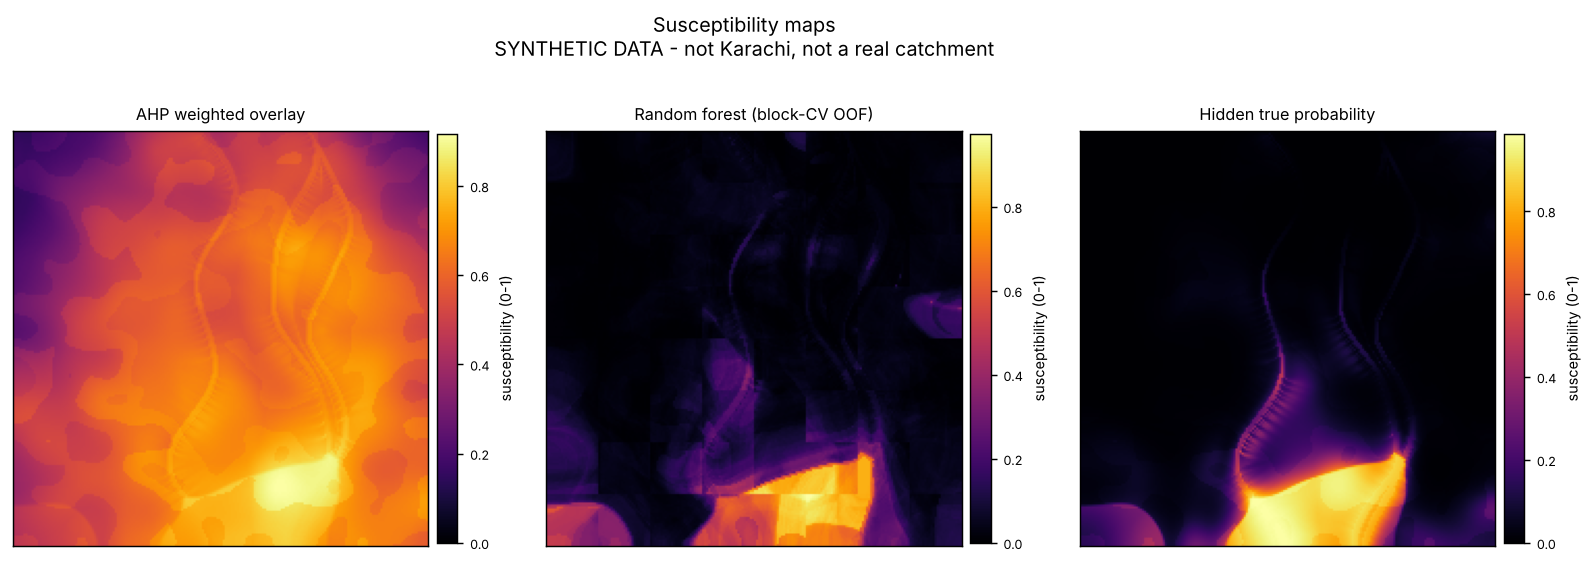 Susceptibility maps
SYNTHETIC DATA - not Karachi, not a real catchment
AHP weighted overlay
0.8
0.6
0.4
0.2
0.0
susceptibility (0-1)
Random forest (block-CV OOF)
0.8
0.6
0.4
0.2
0.0
susceptibility (0-1)
Hidden true probability
0.8
0.6
0.4
0.2
0.0
susceptibility (0-1)